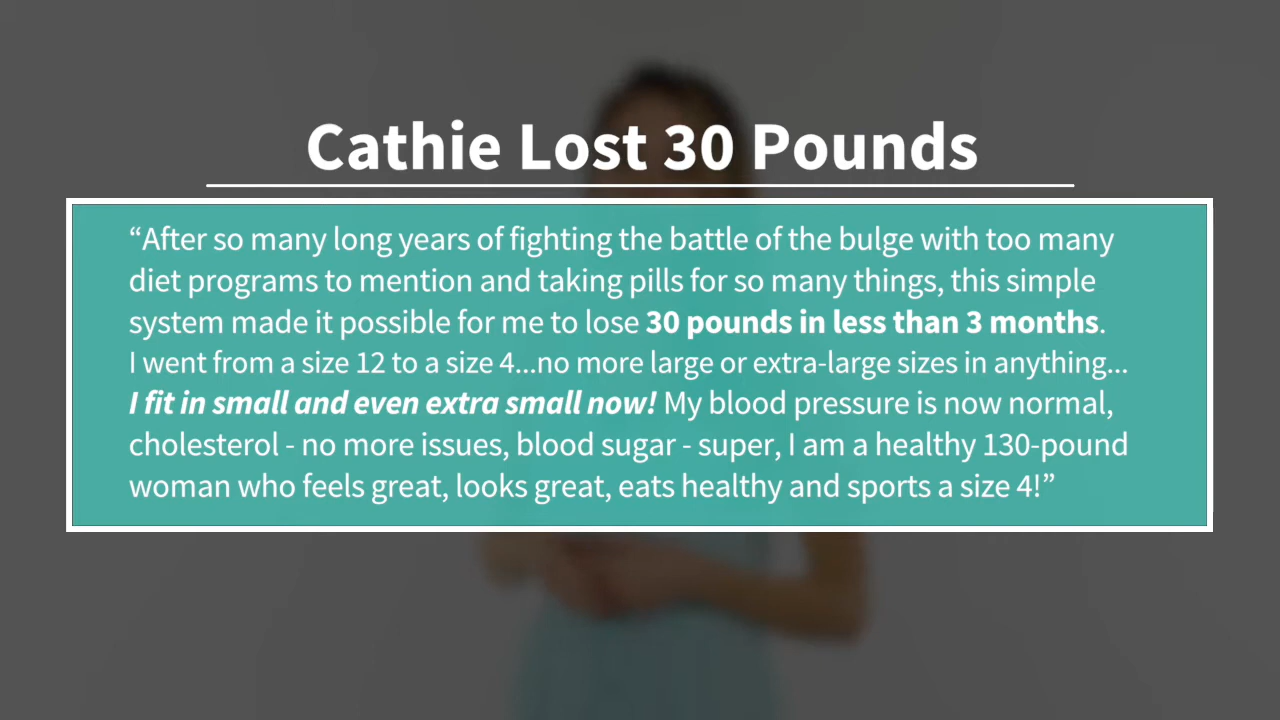 Cathie Lost 30 Pounds
“After so many long years of fighting the battle of the bulge with too many
diet programs to mention and taking pills for so many things, this simple
system made it possible for me to lose 30 pounds in less than 3 months.
I went from a size 12 to a size 4...no more large or extra-large sizes in anything...
I fit in small and even extra small now! My blood pressure is now normal,
cholesterol - no more issues, blood sugar - super, I am a healthy 130-pound
woman who feels great, looks great, eats healthy and sports a size 4!”